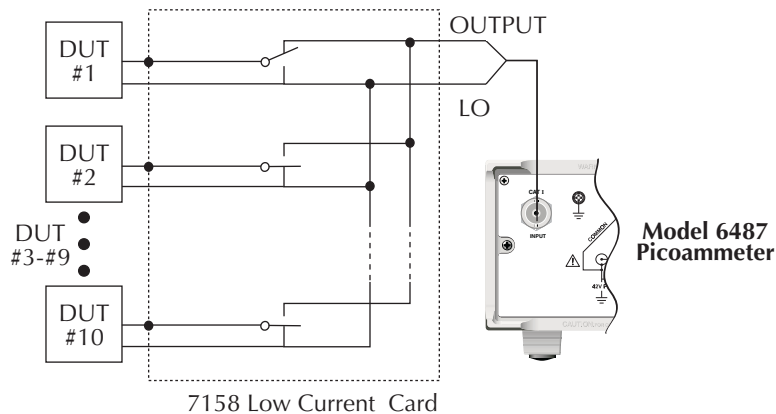 OUTPUT
DUT
#1
LO
DUT
#2
CAT I
INPUT
COMMON
Model 6487
Picoammeter
DUT
#3-#9
DUT
#10
42V
7158 Low Current Card